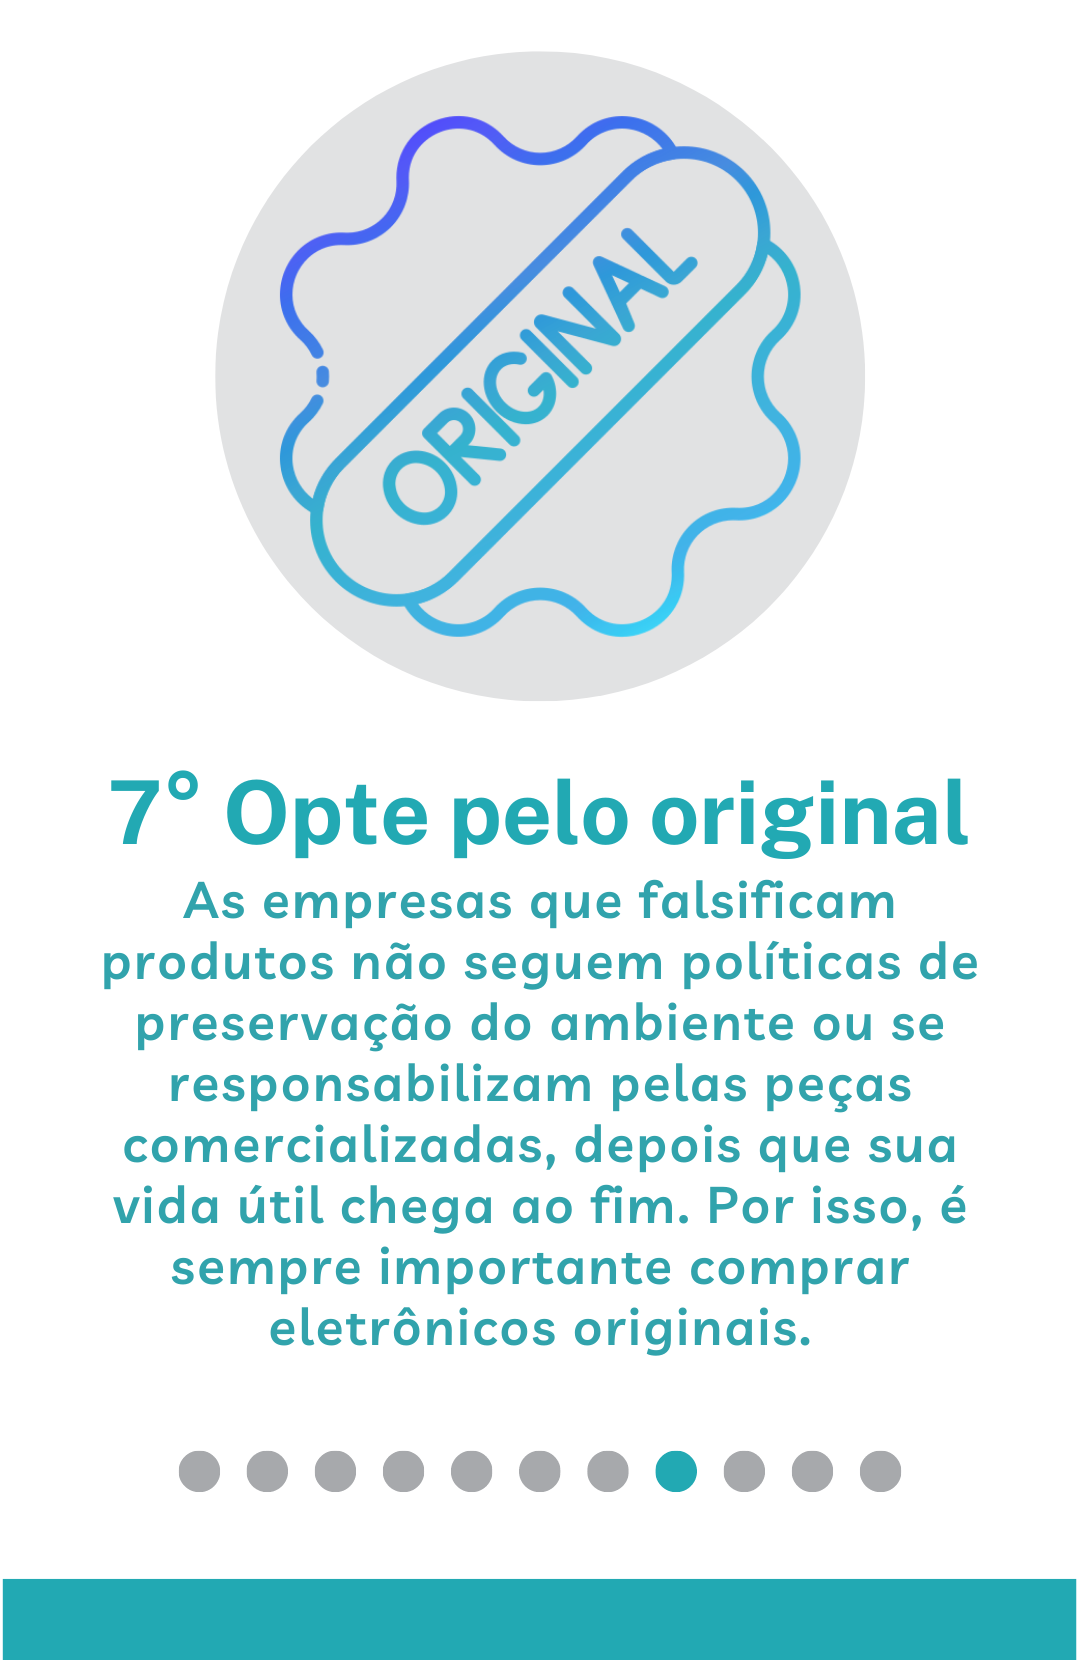 ORIGINAL
7° Opte pelo original
As empresas que falsificam
produtos não seguem políticas de
preservação do ambiente ou se
responsabilizam pelas peças
comercializadas, depois que sua
vida útil chega ao fim. Por isso, é
sempre importante comprar
eletrônicos originais.